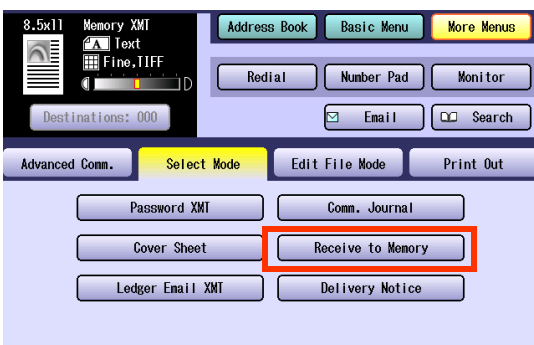 8.5x11 Memory XMT
A Text
Fine,TIFF
D
Destinations: 000
Address Book Basic Menu More Menus
Redial Number Pad Monitor
Email Search
Advanced Comm. Select Mode Edit File Mode Print Out
Password XMT Comm. Journal
Cover Sheet Receive to Memory
Ledger Email XMT Delivery Notice